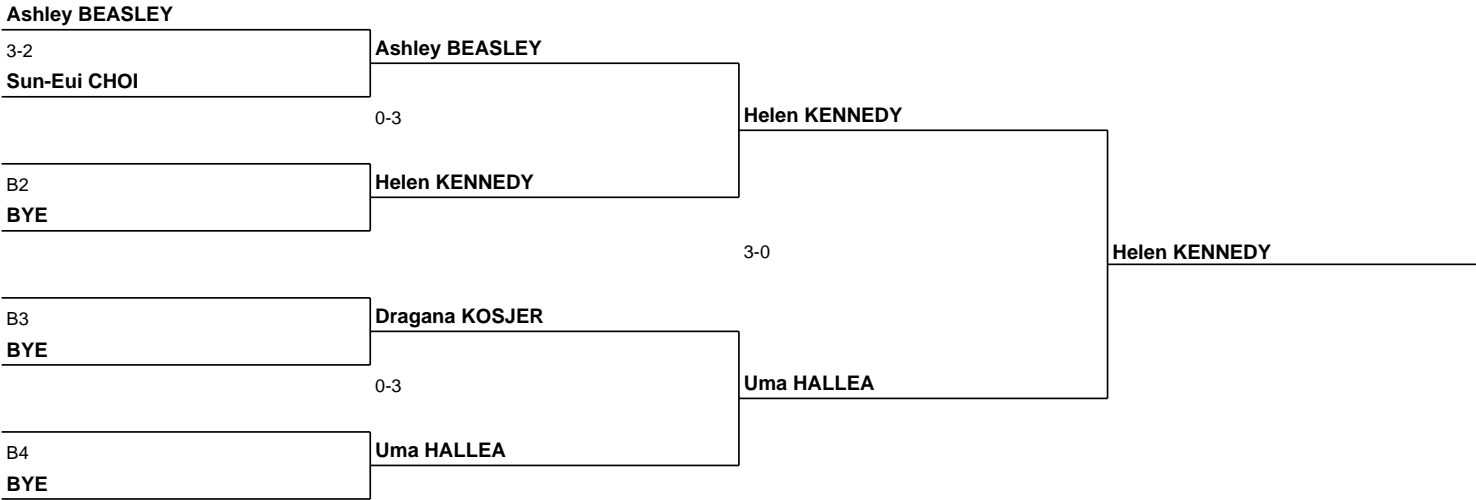 Ashley BEASLEY
3-2
Sun-Eui CHOI
Ashley BEASLEY
0-3
Helen KENNEDY
B2
BYE
Helen KENNEDY
3-0
Helen KENNEDY
B3
BYE
Dragana KOSJER
0-3
Uma HALLEA
B4
BYE
Uma HALLEA